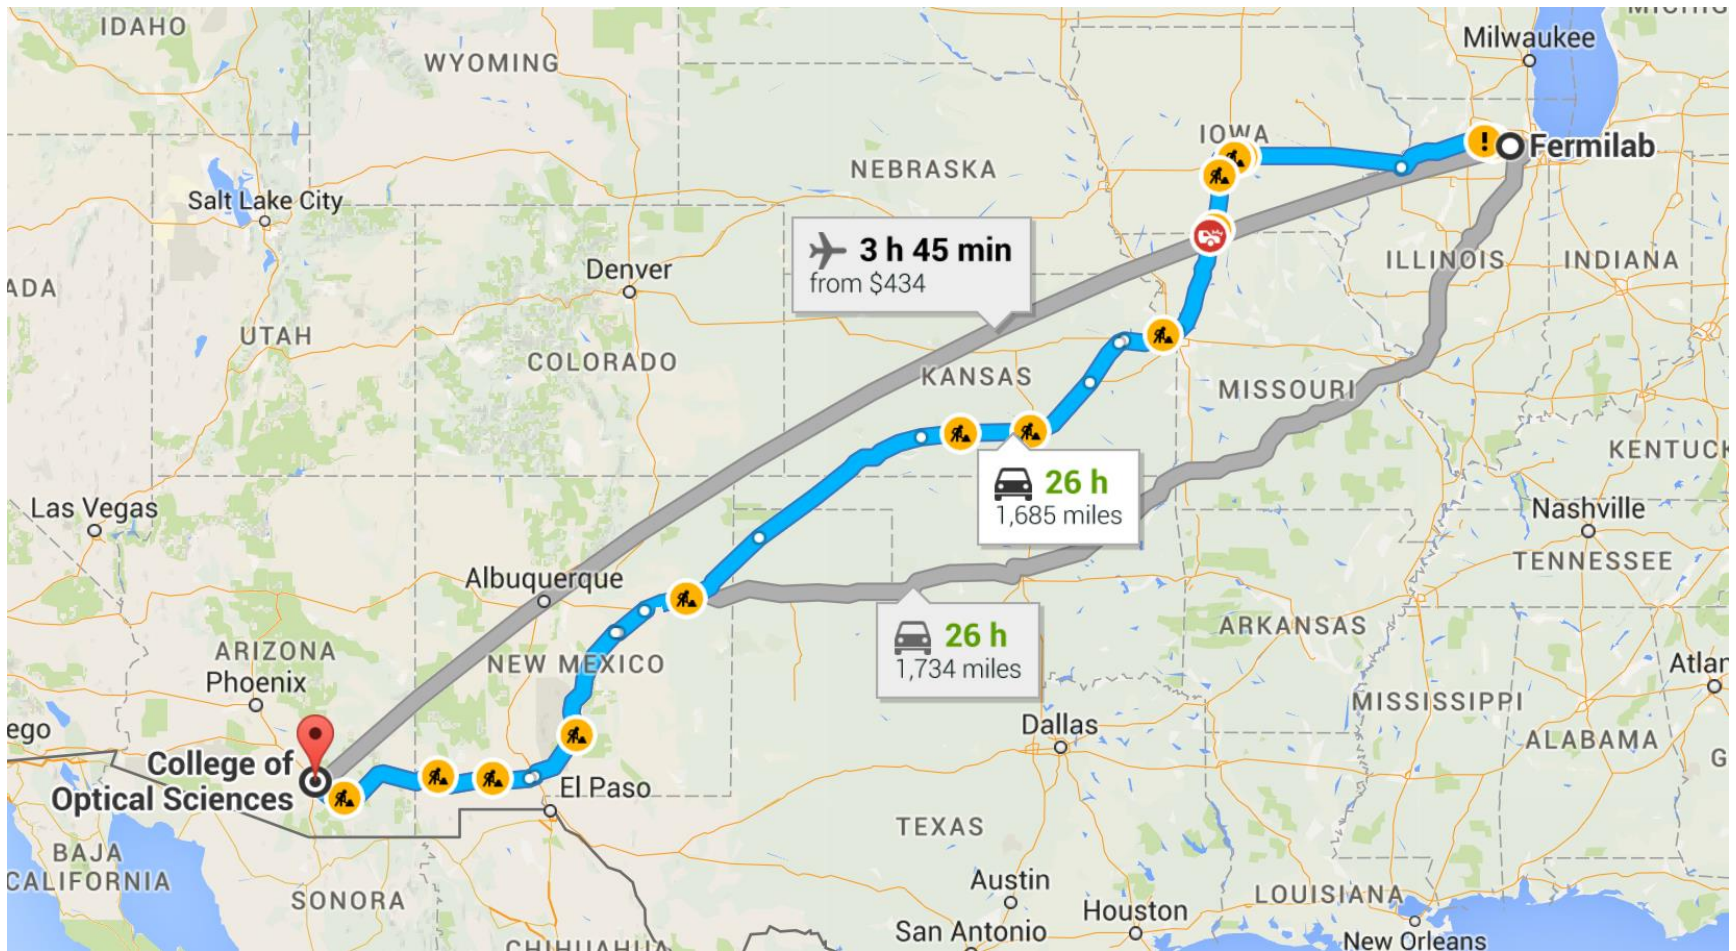 MICHIG
IDAHO
Milwaukee
WYOMING
IOWA
Fermilab
NEBRASKA
Salt Lake City
3 h 45 min
from $434
Denver
ILLINOIS
INDIANA
ADA
UTAH
COLORADO
KANSAS
MISSOURI
KENTUCK
26 h
1,685 miles
Las Vegas
Nashville
TENNESSEE
Albuquerque
ARKANSAS
26 h
1,734 miles
ARIZONA
NEW MEXICO
Phoenix
Atlan
MISSISSIPPI
ego
Dallas
ALABAMA
G
College of
Optical Sciences
El Paso
TEXAS
BAJA
CALIFORNIA
SONORA
Austin
LOUISIANA
Houston
San Antonio
New Orleans
CHIHUAHUA